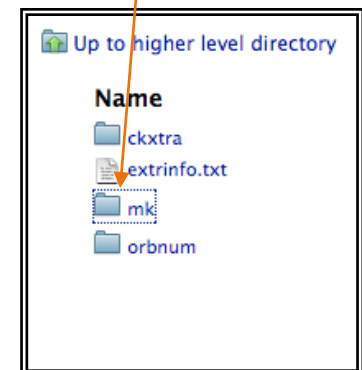 Up to higher level directory
Name
ckxtra
extrinfo.txt
mk
orbnum